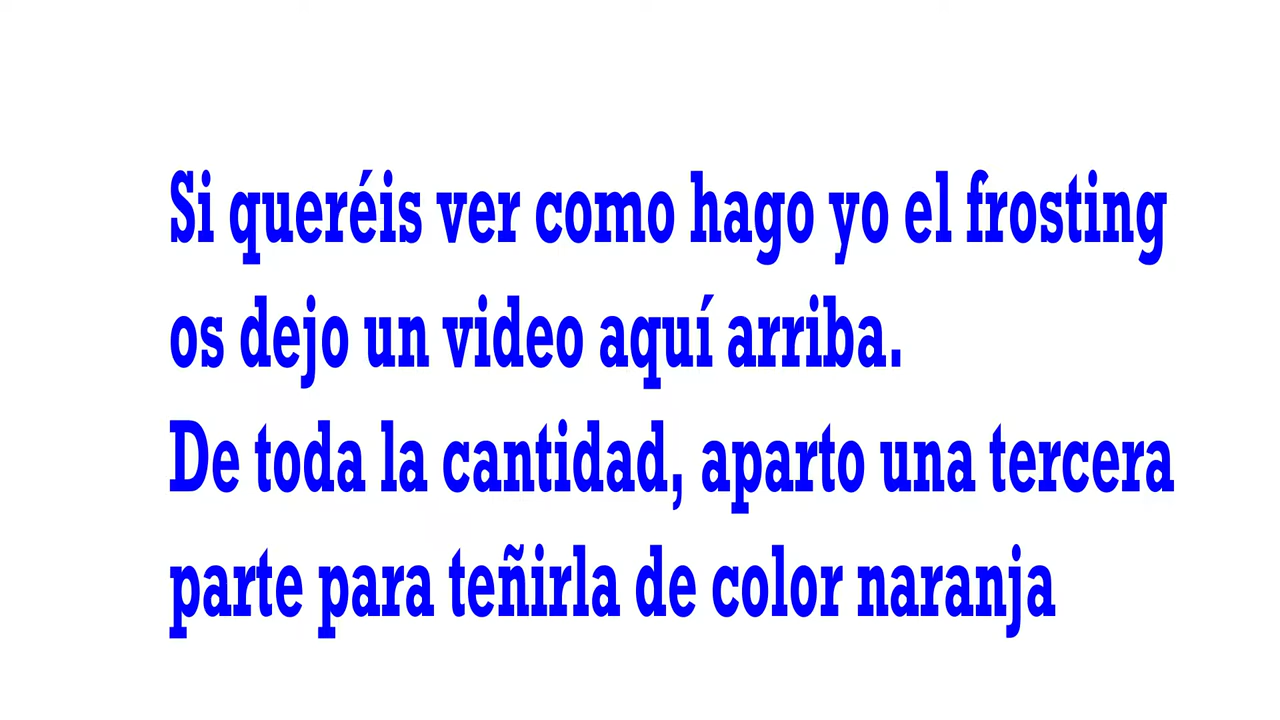 Si queréis ver como hago yo el frosting
os dejo un video aquí arriba.
De toda la cantidad, aparto una tercera
parte para teñirla de color naranja